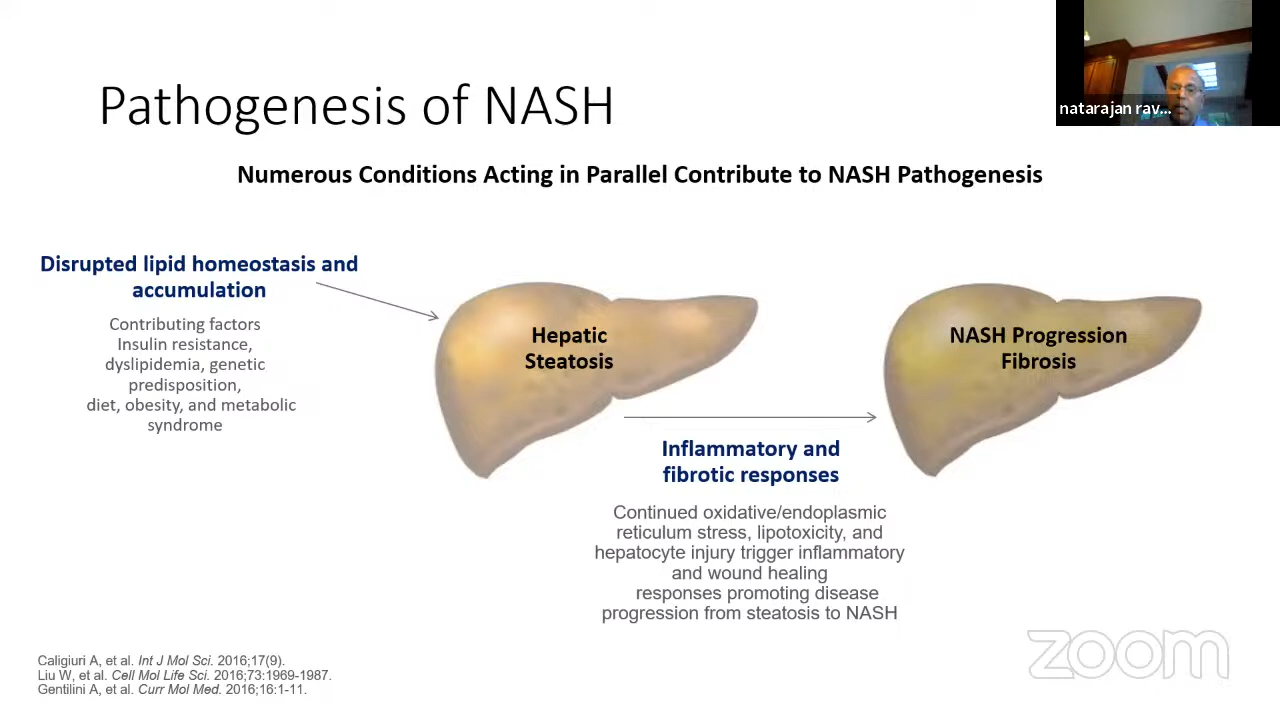 Pathogenesis of NASH
natarajan rav...
Numerous Conditions Acting in Parallel Contribute to NASH Pathogenesis
Disrupted lipid homeostasis and
accumulation
Contributing factors
Insulin resistance,
dyslipidemia, genetic
predisposition,
diet, obesity, and metabolic
syndrome
Hepatic
Steatosis
NASH Progression
Fibrosis
Inflammatory and
fibrotic responses
Continued oxidative/endoplasmic
reticulum stress, lipotoxicity, and
hepatocyte injury trigger inflammatory
and wound healing
responses promoting disease
progression from steatosis to NASH
Caligiuri A, et al. Int J Mol Sci. 2016;17(9).
Liu W, et al. Cell Mol Life Sci. 2016;73:1969-1987.
Gentilini A, et al. Curr Mol Med. 2016;16:1-11.
zoom